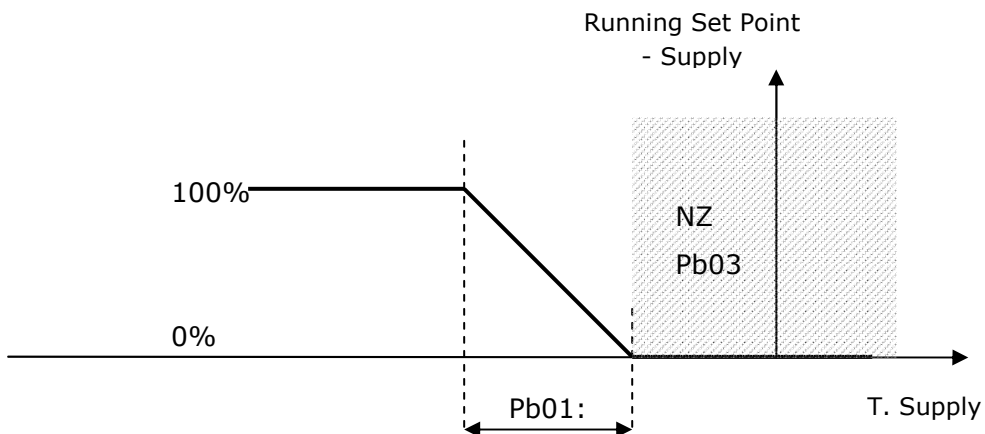 Running Set Point
- Supply
100%
NZ
Pb03
0%
Pb01:
T. Supply